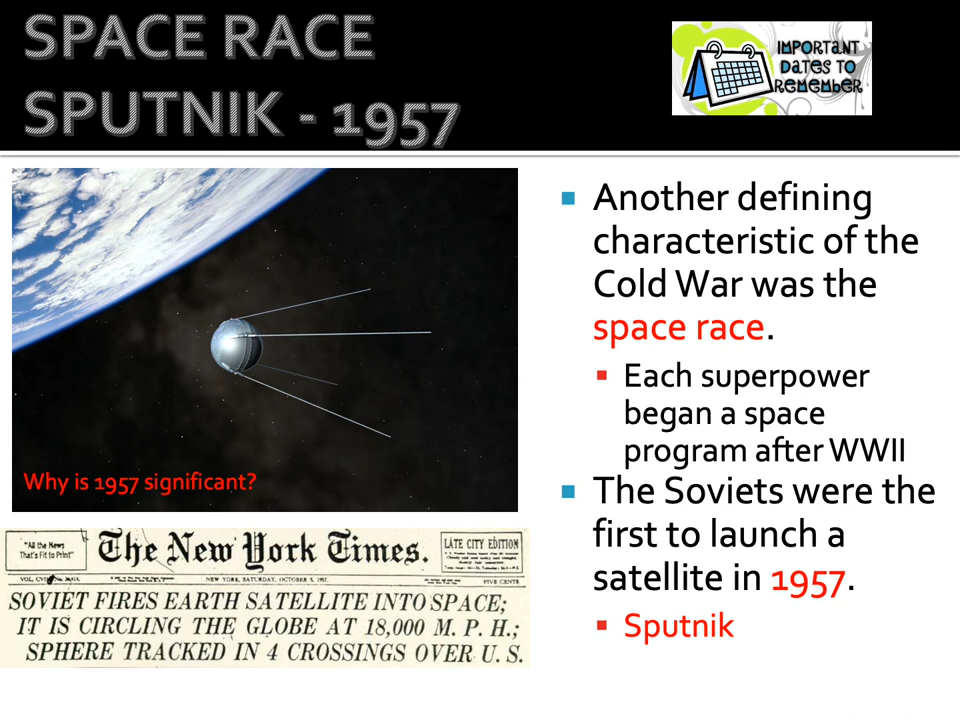 SPACE RACE
SPUTNIK - 1957
IMPORTANT
DATES TO
REMEMBER
Why is 1957 significant?
"All the News
That's Fit to Print"
The New York Times.
LATE CITY EDITION
NEW YORK, SATURDAY, OCTOBER 5, 1957.
FIVE CENTS
SOVIET FIRES EARTH SATELLITE INTO SPACE;
IT IS CIRCLING THE GLOBE AT 18,000 M. P. H.;
SPHERE TRACKED IN 4 CROSSINGS OVER U. S.
Another defining
characteristic of the
Cold War was the
space race.
Each superpower
began a space
program after WWII
The Soviets were the
first to launch a
satellite in 1957.
Sputnik